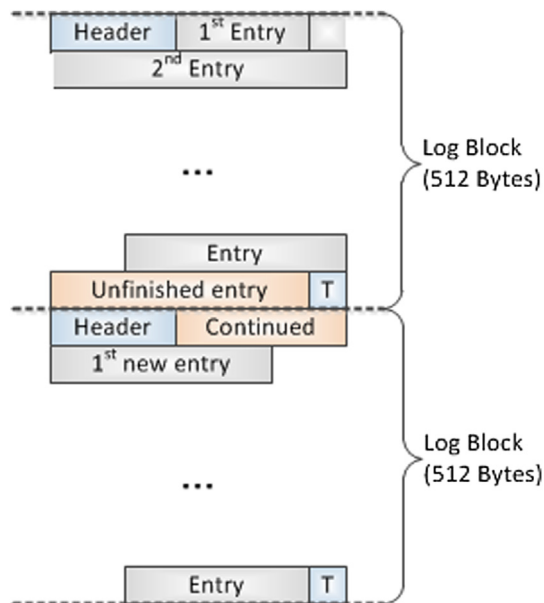 Header 1st Entry
2nd Entry
...
Log Block
(512 Bytes)
Entry
Unfinished entry T
Header Continued
1st new entry
Log Block
(512 Bytes)
...
Entry T